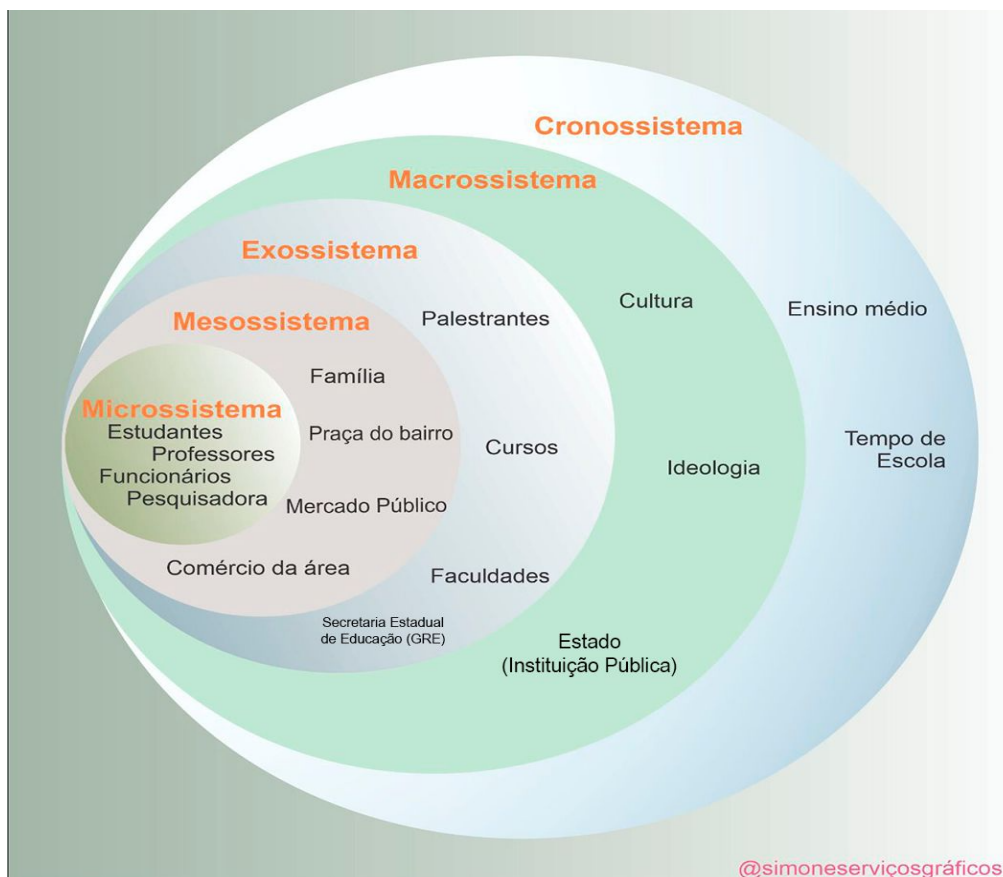 Cronossistema
Macrossistema
Exossistema
Mesossistema
Microssistema
Estudantes
Professores
Funcionários
Pesquisadora
Família
Praça do bairro
Mercado Público
Comércio da área
Palestrantes
Cursos
Faculdades
Secretaria Estadual
de Educação (GRE)
Cultura
Ideologia
Estado
(Instituição Pública)
Ensino médio
Tempo de
Escola
@simoneserviçosgráficos